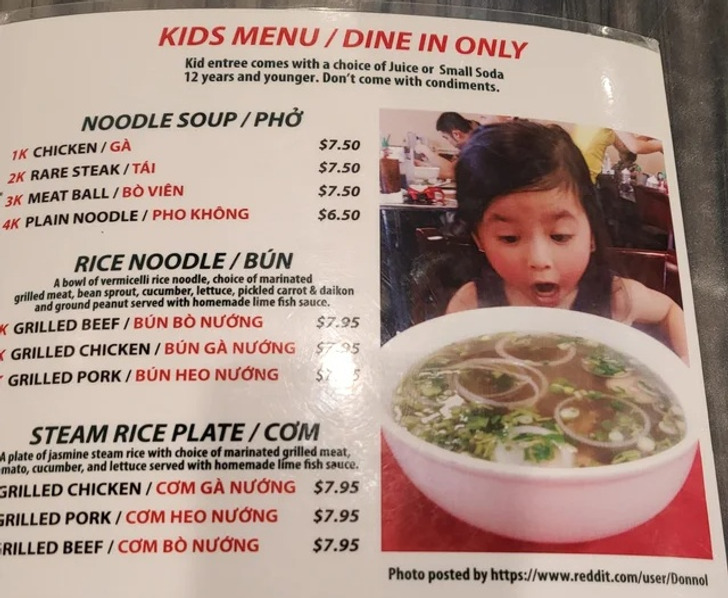 KIDS MENU / DINE IN ONLY
Kid entree comes with a choice of Juice or Small Soda
12 years and younger. Don't come with condiments.
NOODLE SOUP / PHỞ
1K CHICKEN / GÀ $7.50
2K RARE STEAK / TÁI $7.50
3K MEAT BALL / BÒ VIÊN $7.50
4K PLAIN NOODLE / PHO KHÔNG $6.50
RICE NOODLE / BÚN
A bowl of vermicelli rice noodle, choice of marinated
grilled meat, bean sprout, cucumber, lettuce, pickled carrot & daikon
and ground peanut served with homemade lime fish sauce.
K GRILLED BEEF / BÚN BÒ NƯỚNG $7.95
GRILLED CHICKEN / BÚN GÀ NƯỚNG
GRILLED PORK / BÚN HEO NƯỚNG
STEAM RICE PLATE / CƠM
A plate of jasmine steam rice with choice of marinated grilled meat,
mato, cucumber, and lettuce served with homemade lime fish sauce.
GRILLED CHICKEN / CƠM GÀ NƯỚNG $7.95
GRILLED PORK / CƠM HEO NƯỚNG $7.95
RILLED BEEF / CƠM BÒ NƯỚNG $7.95
Photo posted by https://www.reddit.com/user/Donnol